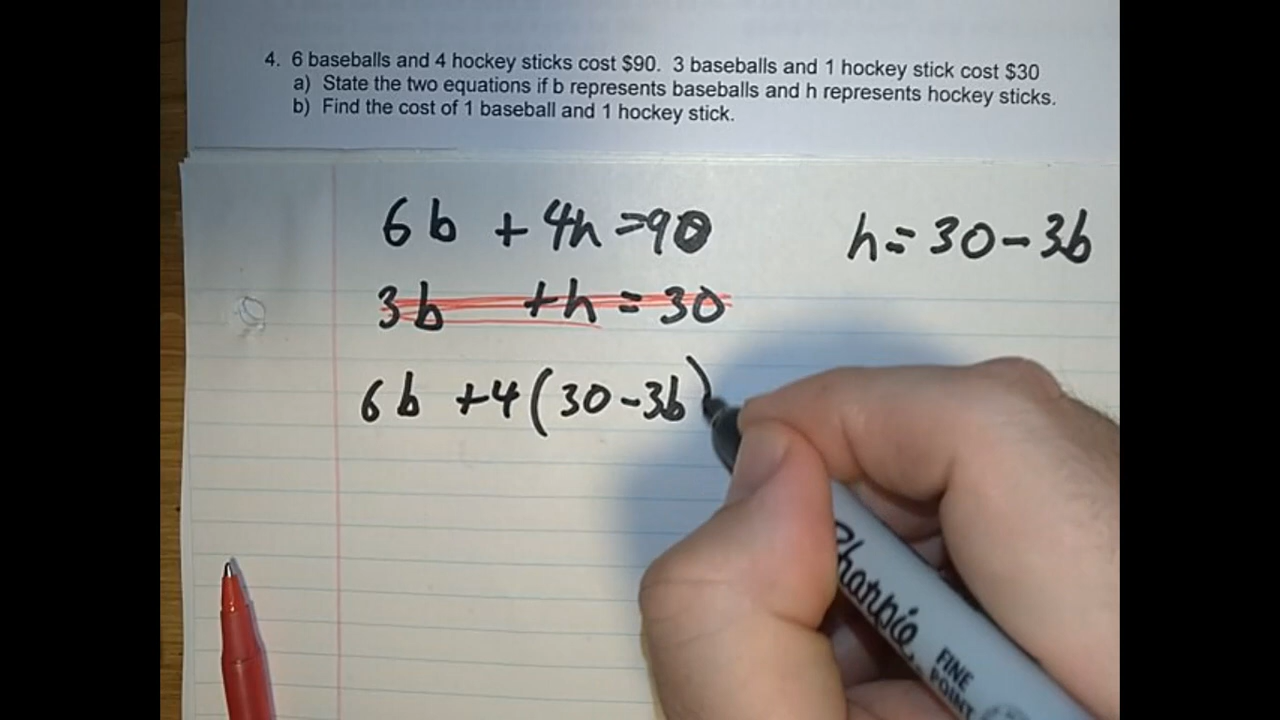 4. 6 baseballs and 4 hockey sticks cost $90. 3 baseballs and 1 hockey stick cost $30
a) State the two equations if b represents baseballs and h represents hockey sticks.
b) Find the cost of 1 baseball and 1 hockey stick.
6b + 4h = 90
h = 30 - 3b
3b + h = 30
6b + 4(30 - 3b)
Sharpie
FINE
POINT